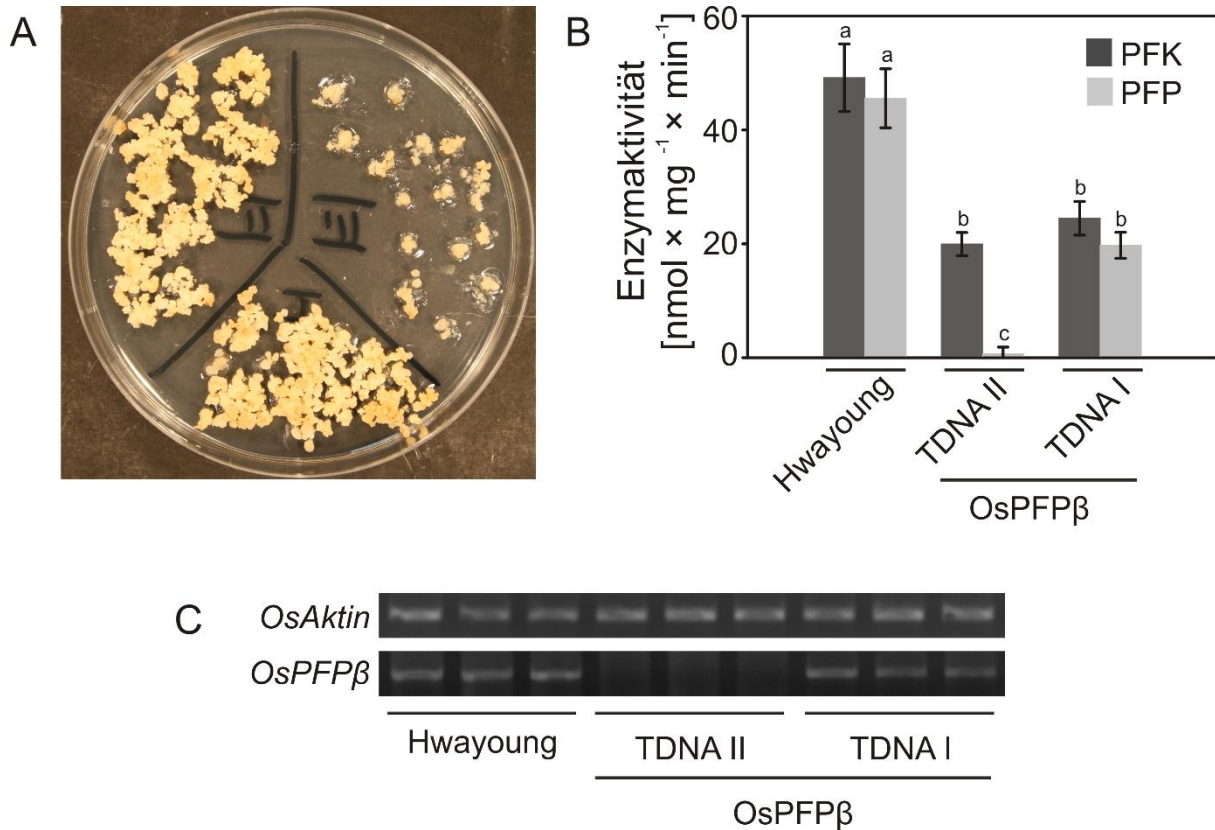 A
B
60
40
20
0
Enzymaktivität
[nmol × mg⁻¹ × min⁻¹]
PFK
PFP
a
a
b
c
b
b
Hwayoung
TDNA II
TDNA I
OsPFPβ
C
OsAktin
OsPFPβ
Hwayoung
TDNA II
TDNA I
OsPFPβ